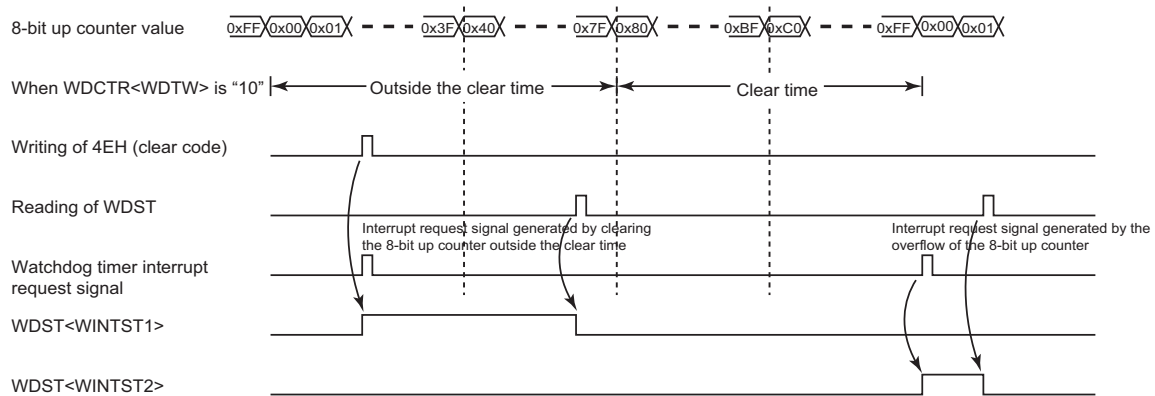 8-bit up counter value 0xFF 0x00 0x01 0x3F 0x40 0x7F 0x80 0xBF 0xC0 0xFF 0x00 0x01
When WDCTR<WDTW> is “10” Outside the clear time Clear time
Writing of 4EH (clear code)
Reading of WDST
Interrupt request signal generated by clearing
the 8-bit up counter outside the clear time
Interrupt request signal generated by the
overflow of the 8-bit up counter
Watchdog timer interrupt
request signal
WDST<WINTST1>
WDST<WINTST2>